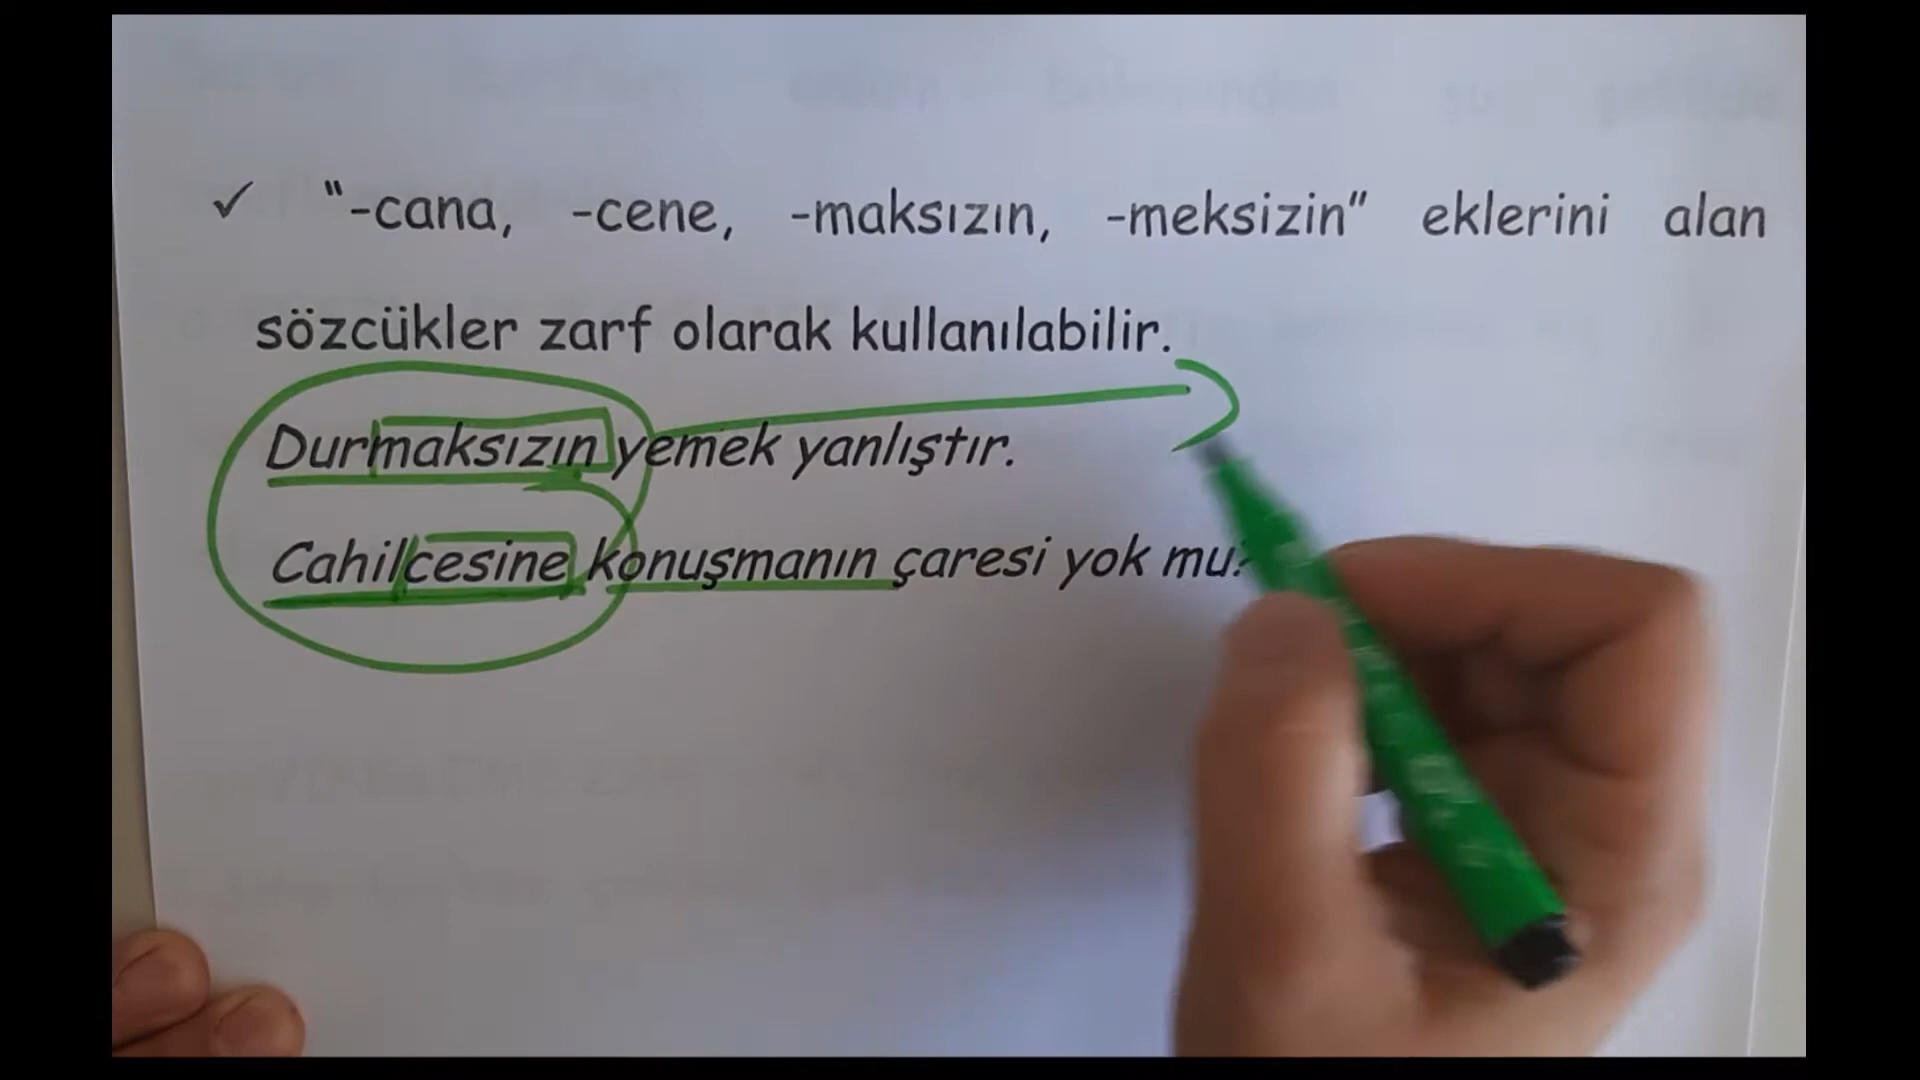 ✓ "-cana, -cene, -maksızın, -meksizin" eklerini alan
sözcükler zarf olarak kullanılabilir.
Durmaksızın yemek yanlıştır.
Cahilcesine konuşmanın çaresi yok mu?